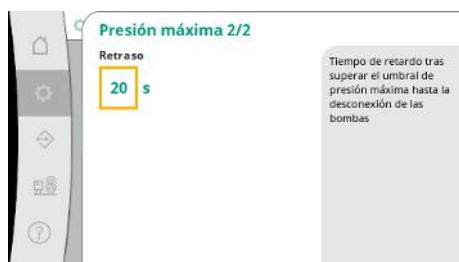 Presión máxima 2/2
Retraso
20 s
Tiempo de retardo tras
superar el umbral de
presión máxima hasta la
desconexión de las
bombas
?